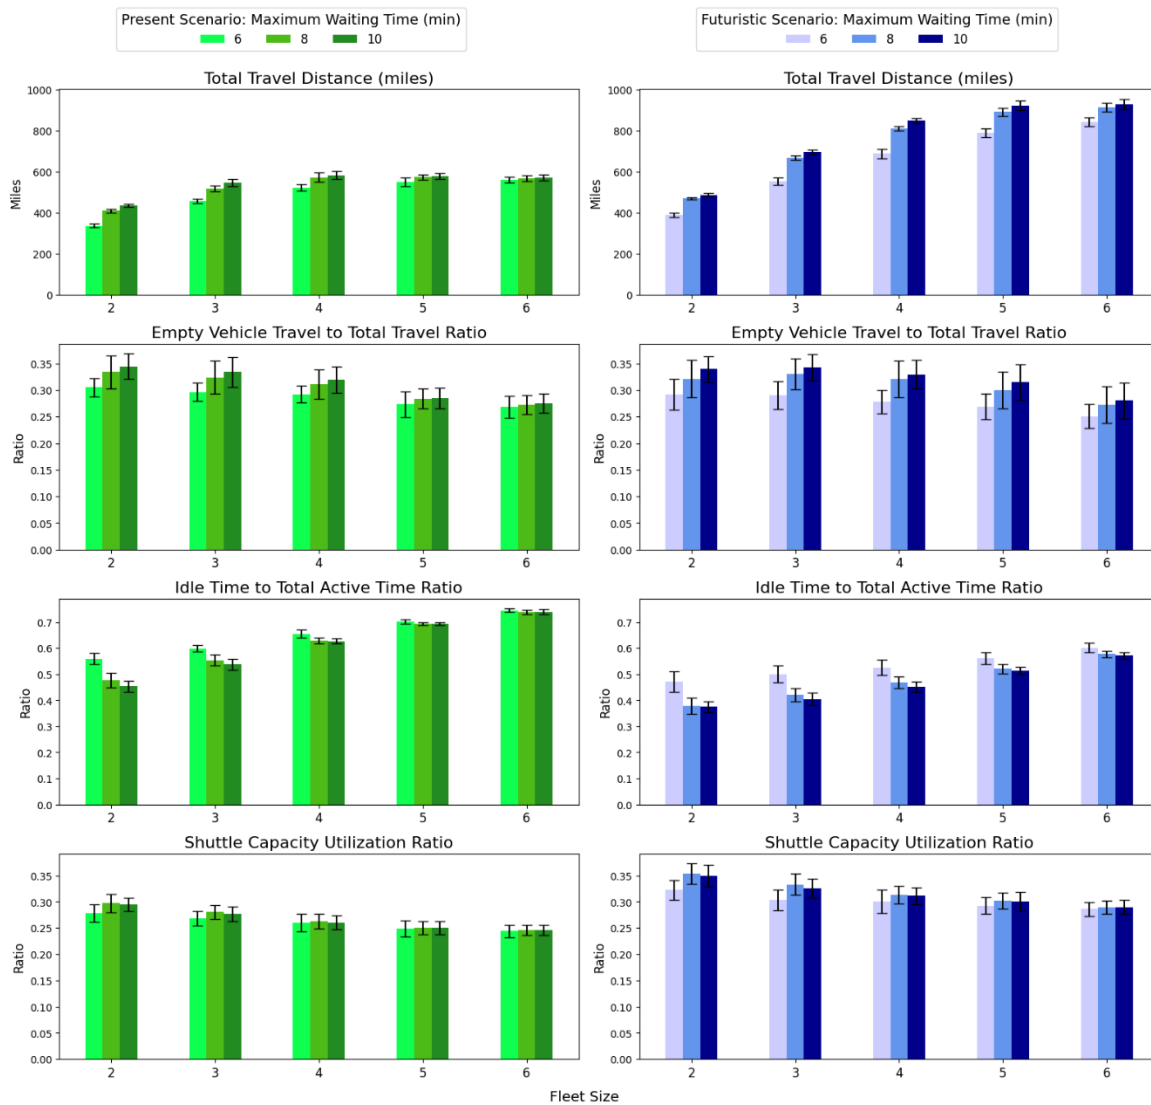 Present Scenario: Maximum Waiting Time (min)
6 8 10
Futuristic Scenario: Maximum Waiting Time (min)
6 8 10
Total Travel Distance (miles)
1000
800
600
400
200
0
Miles
2 3 4 5 6
Total Travel Distance (miles)
1000
800
600
400
200
0
Miles
2 3 4 5 6
Empty Vehicle Travel to Total Travel Ratio
0.35
0.30
0.25
0.20
0.15
0.10
0.05
0.00
Ratio
2 3 4 5 6
Empty Vehicle Travel to Total Travel Ratio
0.35
0.30
0.25
0.20
0.15
0.10
0.05
0.00
Ratio
2 3 4 5 6
Idle Time to Total Active Time Ratio
0.7
0.6
0.5
0.4
0.3
0.2
0.1
0.0
Ratio
2 3 4 5 6
Idle Time to Total Active Time Ratio
0.7
0.6
0.5
0.4
0.3
0.2
0.1
0.0
Ratio
2 3 4 5 6
Shuttle Capacity Utilization Ratio
0.35
0.30
0.25
0.20
0.15
0.10
0.05
0.00
Ratio
2 3 4 5 6
Shuttle Capacity Utilization Ratio
0.35
0.30
0.25
0.20
0.15
0.10
0.05
0.00
Ratio
2 3 4 5 6
Fleet Size